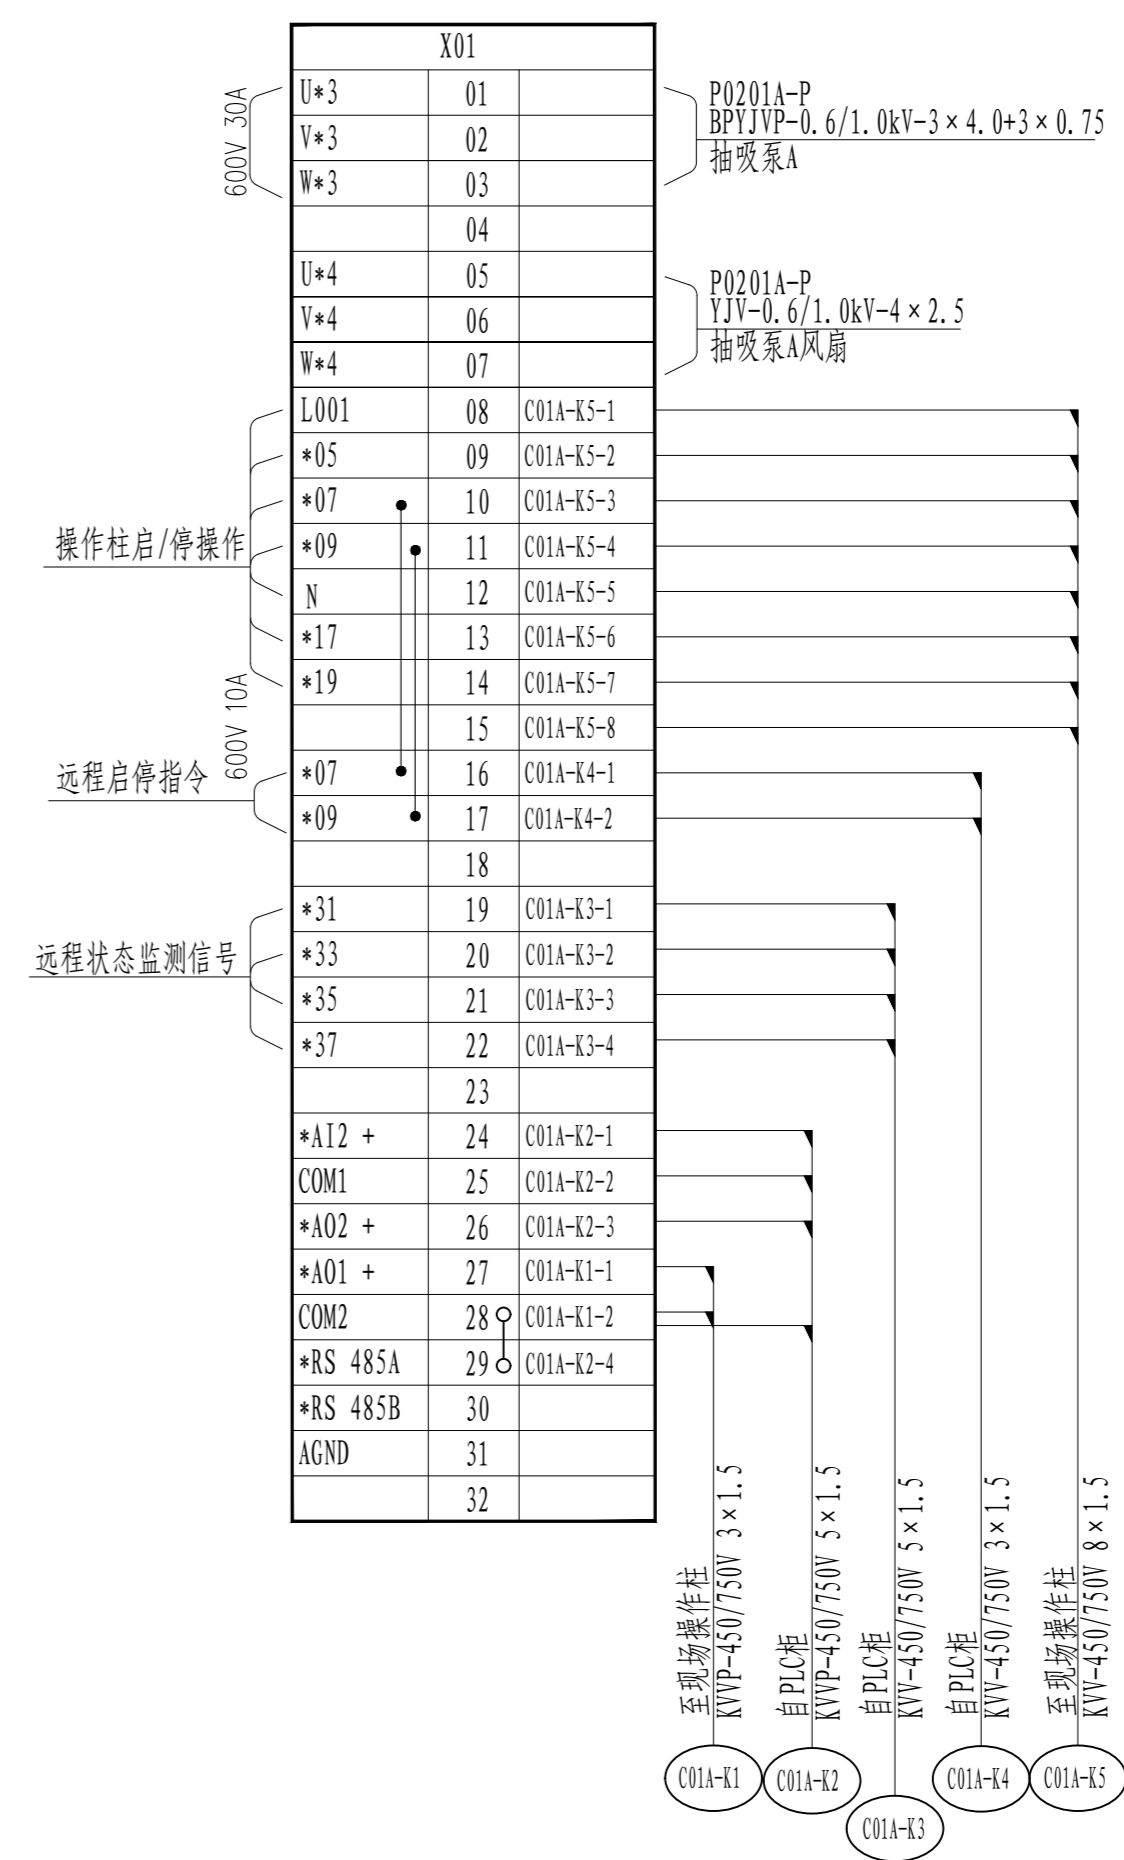 X01
600V 30A
U*3 01
V*3 02
W*3 03
04
U*4 05
V*4 06
W*4 07
P0201A-P
BPYJVP-0.6/1.0kV-3×4.0+3×0.75
抽吸泵A
P0201A-P
YJV-0.6/1.0kV-4×2.5
抽吸泵A风扇
L001 08 C01A-K5-1
*05 09 C01A-K5-2
*07 10 C01A-K5-3
*09 11 C01A-K5-4
N 12 C01A-K5-5
*17 13 C01A-K5-6
*19 14 C01A-K5-7
15 C01A-K5-8
操作柱启/停操作
600V 10A
*07 16 C01A-K4-1
*09 17 C01A-K4-2
远程启停指令
18
*31 19 C01A-K3-1
*33 20 C01A-K3-2
*35 21 C01A-K3-3
*37 22 C01A-K3-4
远程状态监测信号
23
*AI2 + 24 C01A-K2-1
COM1 25 C01A-K2-2
*AO2 + 26 C01A-K2-3
*AO1 + 27 C01A-K1-1
COM2 28 C01A-K1-2
*RS 485A 29 C01A-K2-4
*RS 485B 30
AGND 31
32
至现场操作柱
KVVP-450/750V 3×1.5
自PLC柜
KVVP-450/750V 5×1.5
自PLC柜
KVV-450/750V 5×1.5
自PLC柜
KVV-450/750V 3×1.5
至现场操作柱
KVV-450/750V 8×1.5
C01A-K1
C01A-K2
C01A-K3
C01A-K4
C01A-K5